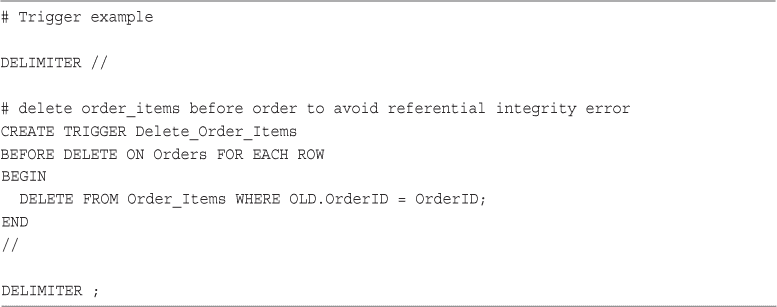 # Trigger example
DELIMITER //
# delete order_items before order to avoid referential integrity error
CREATE TRIGGER Delete_Order_Items
BEFORE DELETE ON Orders FOR EACH ROW
BEGIN
  DELETE FROM Order_Items WHERE OLD.OrderID = OrderID;
END
//
DELIMITER ;